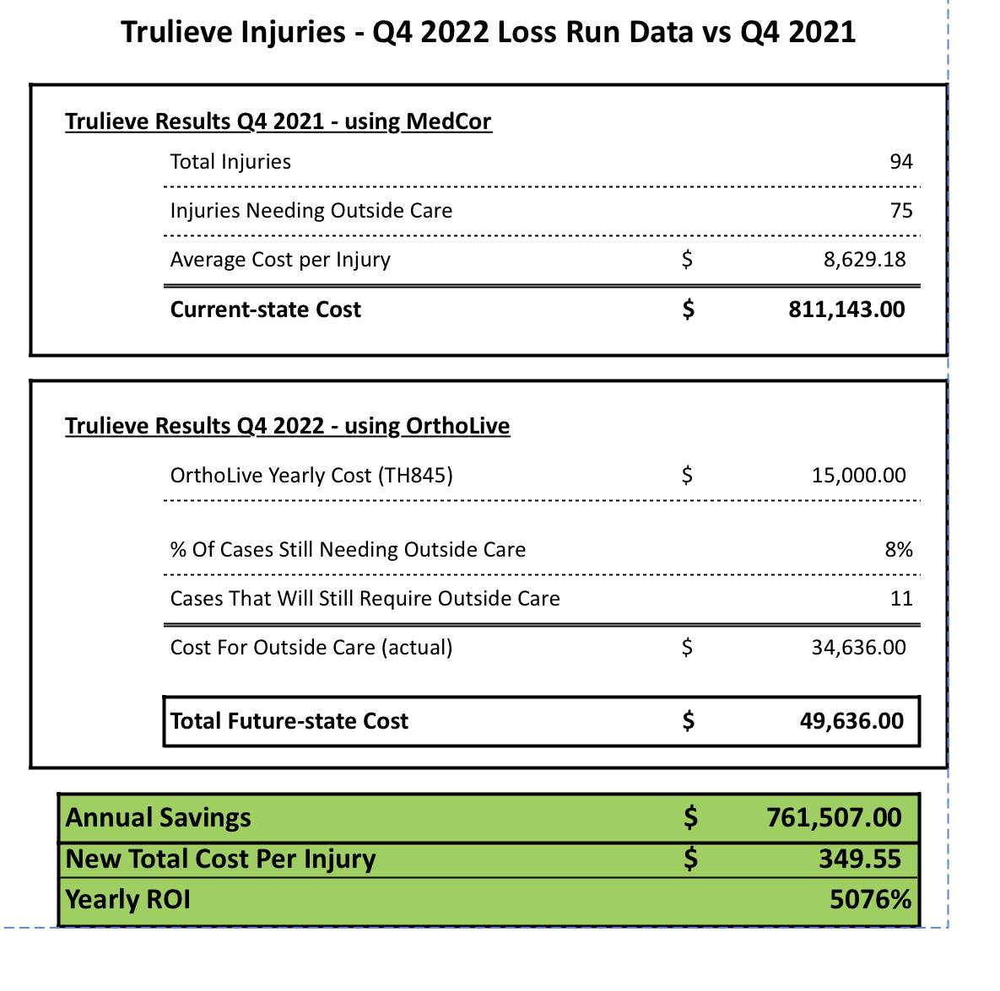 Trulieve Injuries - Q4 2022 Loss Run Data vs Q4 2021
Trulieve Results Q4 2021 - using MedCor
Total Injuries 94
Injuries Needing Outside Care 75
Average Cost per Injury $ 8,629.18
Current-state Cost $ 811,143.00
Trulieve Results Q4 2022 - using OrthoLive
OrthoLive Yearly Cost (TH845) $ 15,000.00
% Of Cases Still Needing Outside Care 8%
Cases That Will Still Require Outside Care 11
Cost For Outside Care (actual) $ 34,636.00
Total Future-state Cost $ 49,636.00
Annual Savings $ 761,507.00
New Total Cost Per Injury $ 349.55
Yearly ROI 5076%